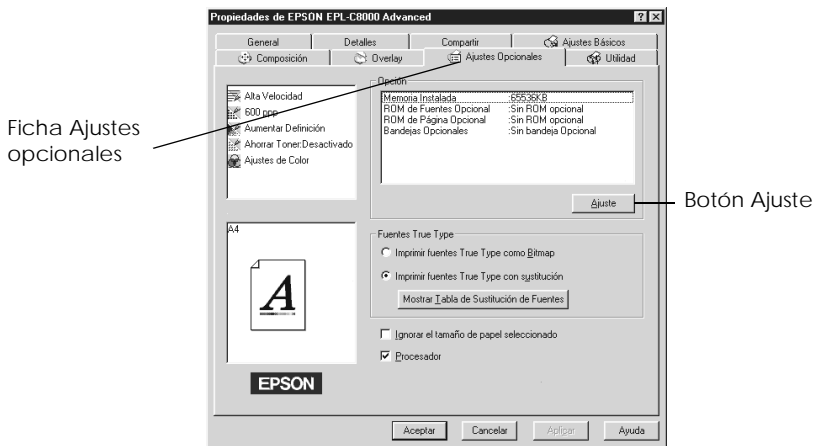 Propiedades de EPSON EPL-C8000 Advanced
General Detalles Compartir Ajustes Básicos
Composición Overlay Ajustes Opcionales Utilidad
Ficha Ajustes
opcionales
Alta Velocidad
600 ppp
Aumentar Definición
Ahorrar Toner:Desactivado
Ajustes de Color
Opción
Memoria Instalada :65536KB
ROM de Fuentes Opcional :Sin ROM opcional
ROM de Página Opcional :Sin ROM opcional
Bandejas Opcionales :Sin bandeja Opcional
Ajuste
Botón Ajuste
A4
A
EPSON
Fuentes True Type
Imprimir fuentes True Type como Bitmap
Imprimir fuentes True Type con sustitución
Mostrar Tabla de Sustitución de Fuentes
Ignorar el tamaño de papel seleccionado
Procesador
Aceptar Cancelar Aplicar Ayuda